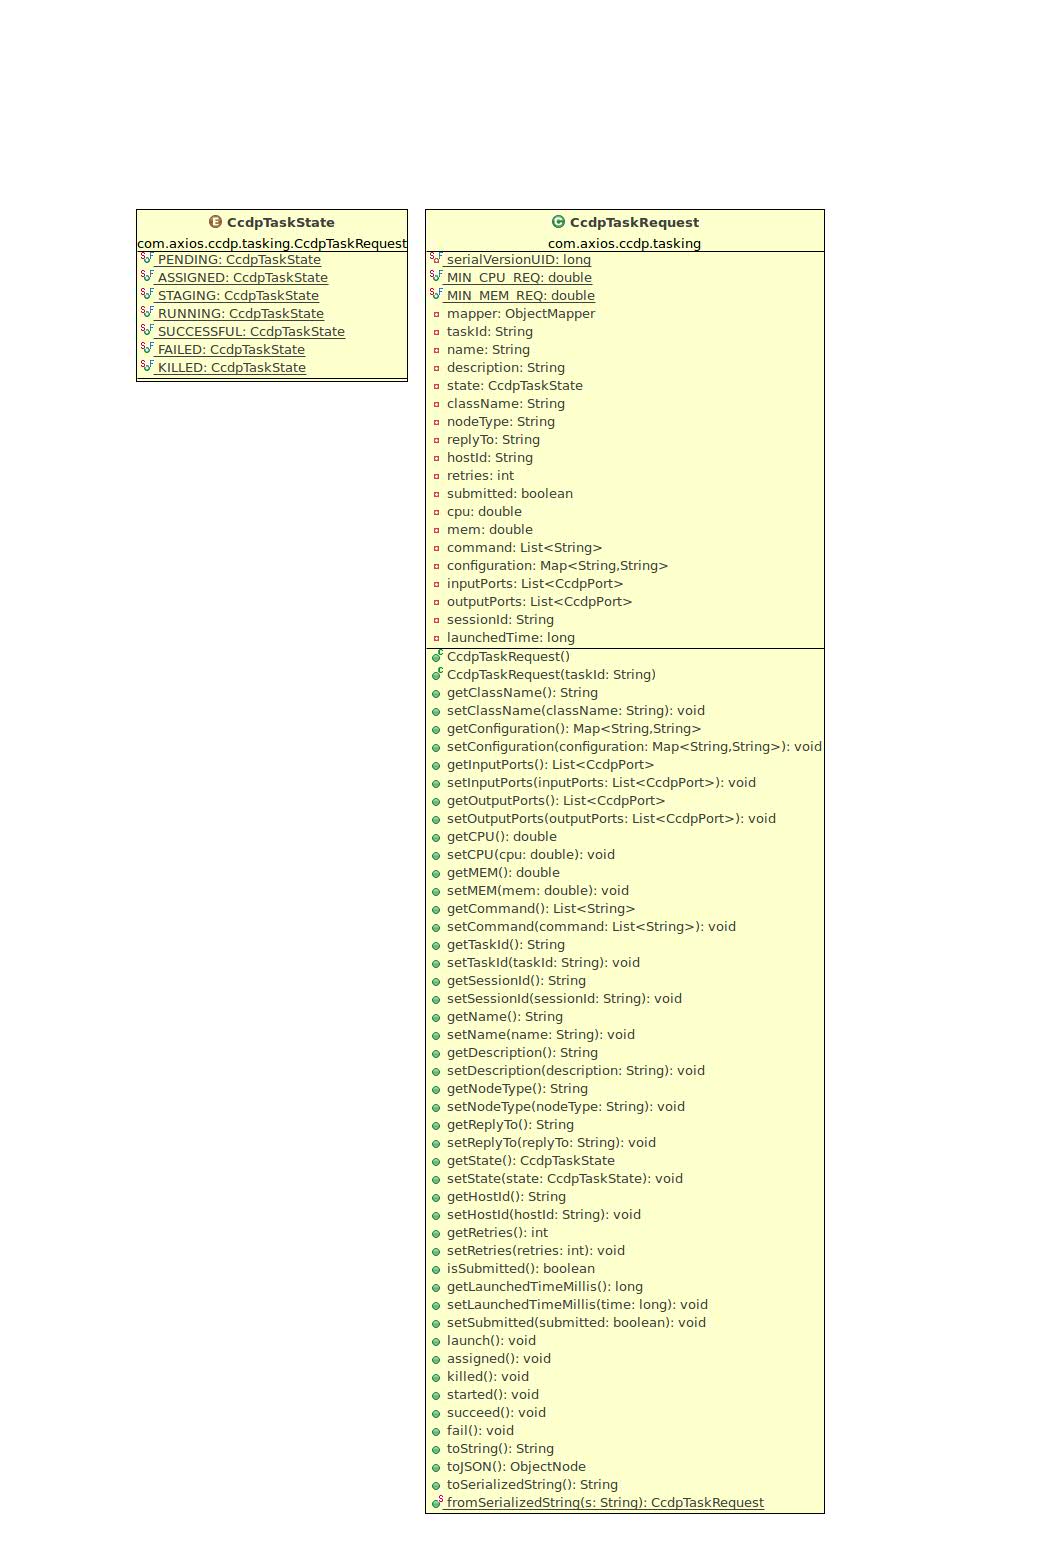 CcdpTaskState
com.axios.ccdp.tasking.CcdpTaskRequest
PENDING: CcdpTaskState
ASSIGNED: CcdpTaskState
STAGING: CcdpTaskState
RUNNING: CcdpTaskState
SUCCESSFUL: CcdpTaskState
FAILED: CcdpTaskState
KILLED: CcdpTaskState
CcdpTaskRequest
com.axios.ccdp.tasking
serialVersionUID: long
MIN_CPU_REQ: double
MIN_MEM_REQ: double
mapper: ObjectMapper
taskId: String
name: String
description: String
state: CcdpTaskState
className: String
nodeType: String
replyTo: String
hostId: String
retries: int
submitted: boolean
cpu: double
mem: double
command: List<String>
configuration: Map<String,String>
inputPorts: List<CcdpPort>
outputPorts: List<CcdpPort>
sessionId: String
launchedTime: long
CcdpTaskRequest()
CcdpTaskRequest(taskId: String)
getClassName(): String
setClassName(className: String): void
getConfiguration(): Map<String,String>
setConfiguration(configuration: Map<String,String>): void
getInputPorts(): List<CcdpPort>
setInputPorts(inputPorts: List<CcdpPort>): void
getOutputPorts(): List<CcdpPort>
setOutputPorts(outputPorts: List<CcdpPort>): void
getCPU(): double
setCPU(cpu: double): void
getMEM(): double
setMEM(mem: double): void
getCommand(): List<String>
setCommand(command: List<String>): void
getTaskId(): String
setTaskId(taskId: String): void
getSessionId(): String
setSessionId(sessionId: String): void
getName(): String
setName(name: String): void
getDescription(): String
setDescription(description: String): void
getNodeType(): String
setNodeType(nodeType: String): void
getReplyTo(): String
setReplyTo(replyTo: String): void
getState(): CcdpTaskState
setState(state: CcdpTaskState): void
getHostId(): String
setHostId(hostId: String): void
getRetries(): int
setRetries(retries: int): void
isSubmitted(): boolean
getLaunchedTimeMillis(): long
setLaunchedTimeMillis(time: long): void
setSubmitted(submitted: boolean): void
launch(): void
assigned(): void
killed(): void
started(): void
succeed(): void
fail(): void
toString(): String
toJSON(): ObjectNode
toSerializedString(): String
fromSerializedString(s: String): CcdpTaskRequest